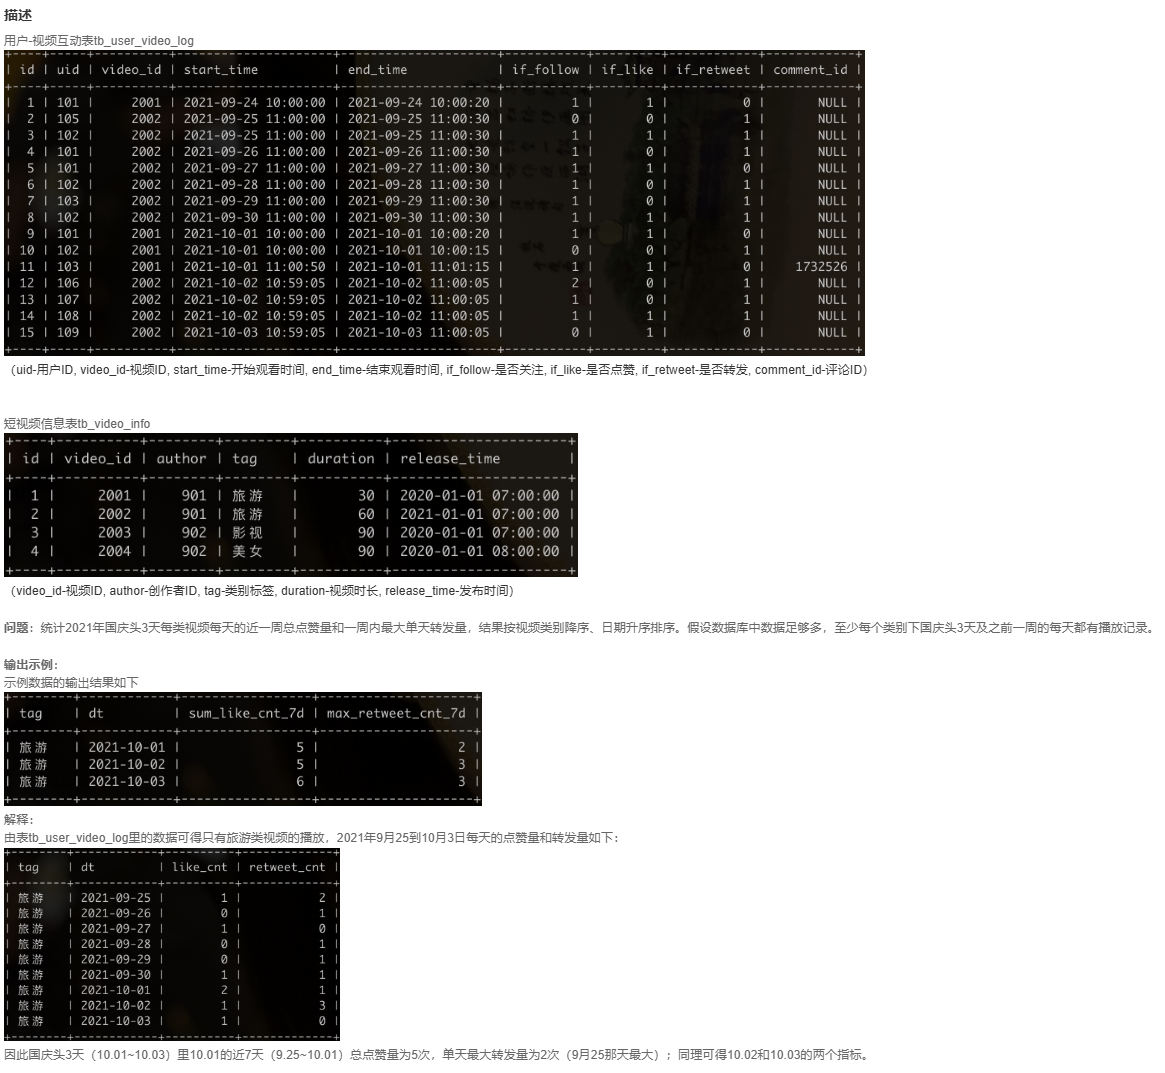 描述
用户-视频互动表tb_user_video_log
| id | uid | video_id | start_time | end_time | if_follow | if_like | if_retweet | comment_id |
| 1 | 101 | 2001 | 2021-09-24 10:00:00 | 2021-09-24 10:00:20 | 1 | 1 | 0 | NULL |
| 2 | 105 | 2002 | 2021-09-25 11:00:00 | 2021-09-25 11:00:30 | 0 | 0 | 1 | NULL |
| 3 | 102 | 2002 | 2021-09-25 11:00:00 | 2021-09-25 11:00:30 | 1 | 1 | 1 | NULL |
| 4 | 101 | 2002 | 2021-09-26 11:00:00 | 2021-09-26 11:00:30 | 1 | 0 | 1 | NULL |
| 5 | 101 | 2002 | 2021-09-27 11:00:00 | 2021-09-27 11:00:30 | 1 | 1 | 0 | NULL |
| 6 | 102 | 2002 | 2021-09-28 11:00:00 | 2021-09-28 11:00:30 | 1 | 0 | 1 | NULL |
| 7 | 103 | 2002 | 2021-09-29 11:00:00 | 2021-09-29 11:00:30 | 1 | 0 | 1 | NULL |
| 8 | 102 | 2002 | 2021-09-30 11:00:00 | 2021-09-30 11:00:30 | 1 | 1 | 1 | NULL |
| 9 | 101 | 2001 | 2021-10-01 10:00:00 | 2021-10-01 10:00:20 | 1 | 1 | 0 | NULL |
| 10 | 102 | 2001 | 2021-10-01 10:00:00 | 2021-10-01 10:00:15 | 0 | 0 | 1 | NULL |
| 11 | 103 | 2001 | 2021-10-01 11:00:50 | 2021-10-01 11:01:15 | 1 | 1 | 0 | 1732526 |
| 12 | 106 | 2002 | 2021-10-02 10:59:05 | 2021-10-02 11:00:05 | 2 | 0 | 1 | NULL |
| 13 | 107 | 2002 | 2021-10-02 10:59:05 | 2021-10-02 11:00:05 | 1 | 0 | 1 | NULL |
| 14 | 108 | 2002 | 2021-10-02 10:59:05 | 2021-10-02 11:00:05 | 1 | 1 | 1 | NULL |
| 15 | 109 | 2002 | 2021-10-03 10:59:05 | 2021-10-03 11:00:05 | 0 | 1 | 0 | NULL |
（uid-用户ID, video_id-视频ID, start_time-开始观看时间, end_time-结束观看时间, if_follow-是否关注, if_like-是否点赞, if_retweet-是否转发, comment_id-评论ID）
短视频信息表tb_video_info
| id | video_id | author | tag | duration | release_time |
| 1 | 2001 | 901 | 旅游 | 30 | 2020-01-01 07:00:00 |
| 2 | 2002 | 901 | 旅游 | 60 | 2021-01-01 07:00:00 |
| 3 | 2003 | 902 | 影视 | 90 | 2020-01-01 07:00:00 |
| 4 | 2004 | 902 | 美女 | 90 | 2020-01-01 08:00:00 |
（video_id-视频ID, author-创作者ID, tag-类别标签, duration-视频时长, release_time-发布时间）
问题：统计2021年国庆头3天每类视频每天的近一周总点赞量和一周内最大单天转发量，结果按视频类别降序、日期升序排序。假设数据库中数据足够多，至少每个类别下国庆头3天及之前一周的每天都有播放记录。
输出示例：
示例数据的输出结果如下
| tag | dt | sum_like_cnt_7d | max_retweet_cnt_7d |
| 旅游 | 2021-10-01 | 5 | 2 |
| 旅游 | 2021-10-02 | 5 | 3 |
| 旅游 | 2021-10-03 | 6 | 3 |
解释：
由表tb_user_video_log里的数据可得只有旅游类视频的播放，2021年9月25到10月3日每天的点赞量和转发量如下：
| tag | dt | like_cnt | retweet_cnt |
| 旅游 | 2021-09-25 | 1 | 2 |
| 旅游 | 2021-09-26 | 0 | 1 |
| 旅游 | 2021-09-27 | 1 | 0 |
| 旅游 | 2021-09-28 | 0 | 1 |
| 旅游 | 2021-09-29 | 0 | 1 |
| 旅游 | 2021-09-30 | 1 | 1 |
| 旅游 | 2021-10-01 | 2 | 1 |
| 旅游 | 2021-10-02 | 1 | 3 |
| 旅游 | 2021-10-03 | 1 | 0 |
因此国庆头3天（10.01~10.03）里10.01的近7天（9.25~10.01）总点赞量为5次，单天最大转发量为2次（9月25那天最大）；同理可得10.02和10.03的两个指标。